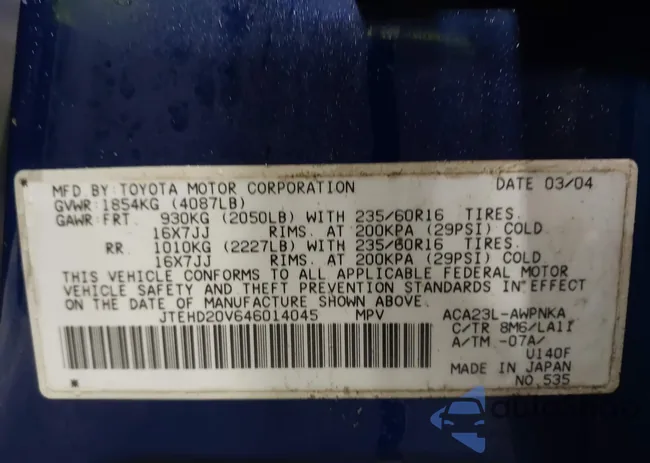 MFD BY: TOYOTA MOTOR CORPORATION DATE 03/04
GVWR: 1854KG (4087LB)
GAWR: FRT. 930KG (2050LB) WITH 235/60R16 TIRES.
16X7JJ RIMS. AT 200KPA (29PSI) COLD
RR. 1010KG (2227LB) WITH 235/60R16 TIRES.
16X7JJ RIMS. AT 200KPA (29PSI) COLD
THIS VEHICLE CONFORMS TO ALL APPLICABLE FEDERAL MOTOR
VEHICLE SAFETY AND THEFT PREVENTION STANDARDS IN EFFECT
ON THE DATE OF MANUFACTURE SHOWN ABOVE.
JTEHD20V646014045 MPV ACA23L-AWPNKA
C/TR 8M6/LA11
A/TM -07A/
U140F
MADE IN JAPAN
NO.535